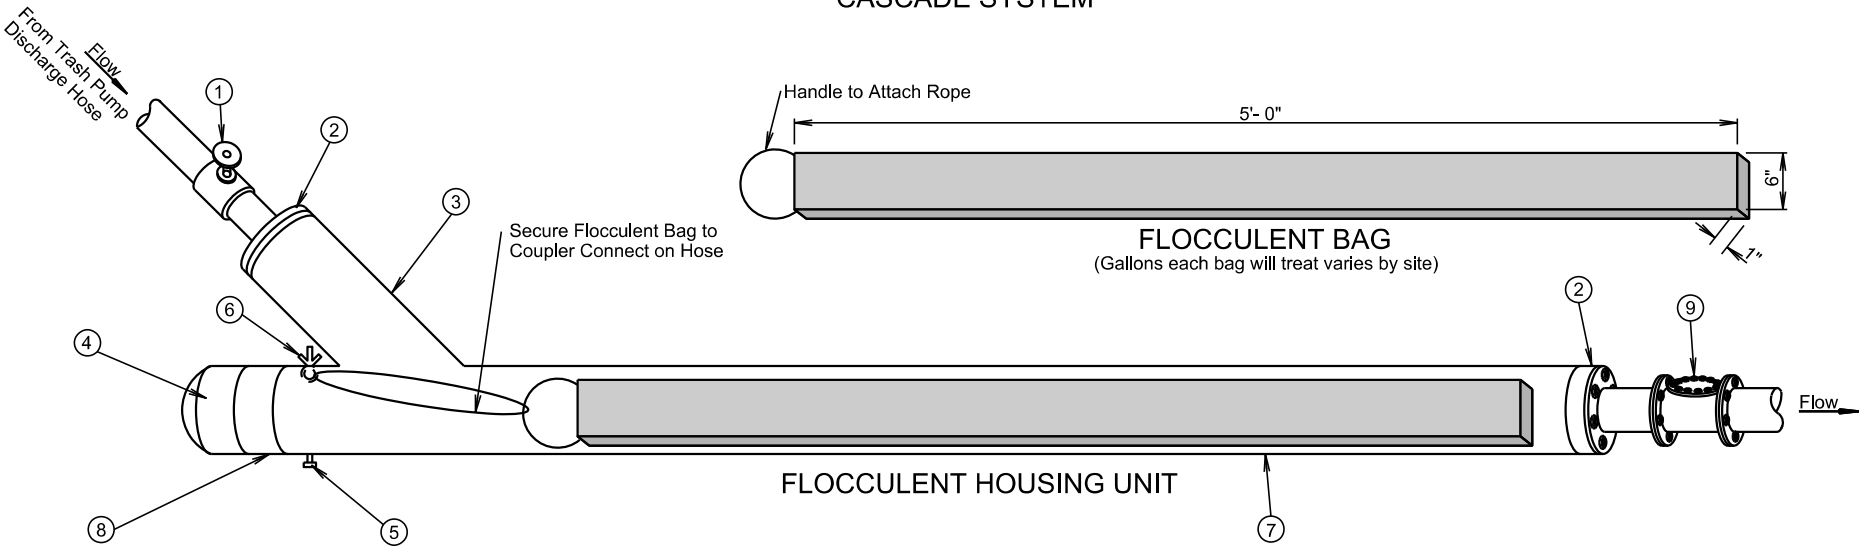 CASCADE SYSTEM
From Trash Pump
Discharge Hose
Flow
1
2
3
Handle to Attach Rope
5'- 0"
6"
1"
FLOCCULENT BAG
(Gallons each bag will treat varies by site)
Secure Flocculent Bag to
Coupler Connect on Hose
6
4
2
9
Flow
FLOCCULENT HOUSING UNIT
8
5
7